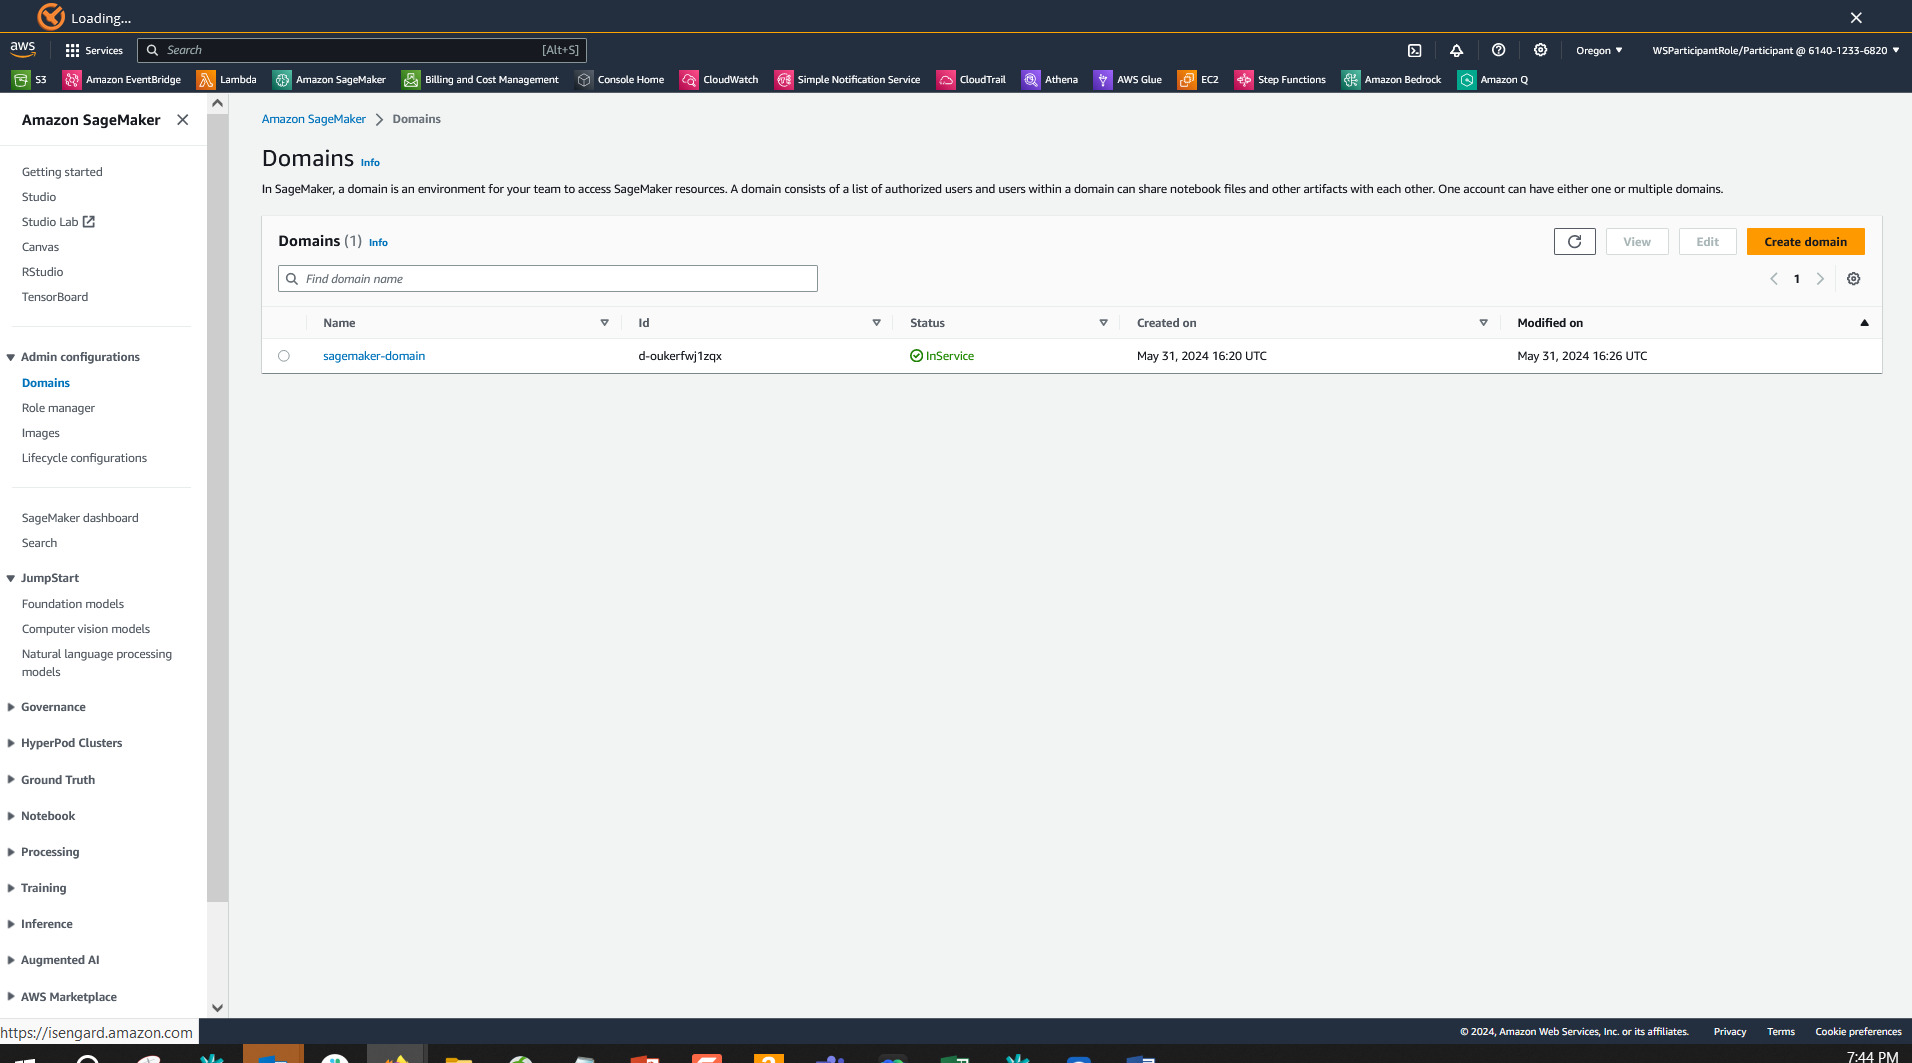 Loading...
aws Services Search [Alt+S] Oregon WSParticipantRole/Participant @ 6140-1233-6820
S3 Amazon EventBridge Lambda Amazon SageMaker Billing and Cost Management Console Home CloudWatch Simple Notification Service CloudTrail Athena AWS Glue EC2 Step Functions Amazon Bedrock Amazon Q
Amazon SageMaker
Getting started
Studio
Studio Lab
Canvas
RStudio
TensorBoard
Admin configurations
Domains
Role manager
Images
Lifecycle configurations
SageMaker dashboard
Search
JumpStart
Foundation models
Computer vision models
Natural language processing
models
Governance
HyperPod Clusters
Ground Truth
Notebook
Processing
Training
Inference
Augmented AI
AWS Marketplace
Amazon SageMaker Domains
Domains Info
In SageMaker, a domain is an environment for your team to access SageMaker resources. A domain consists of a list of authorized users and users within a domain can share notebook files and other artifacts with each other. One account can have either one or multiple domains.
Domains (1) Info View Edit Create domain
Find domain name 1
Name Id Status Created on Modified on
sagemaker-domain d-oukerfwj1zqx InService May 31, 2024 16:20 UTC May 31, 2024 16:26 UTC
https://isengard.amazon.com © 2024, Amazon Web Services, Inc. or its affiliates. Privacy Terms Cookie preferences
7:44 PM